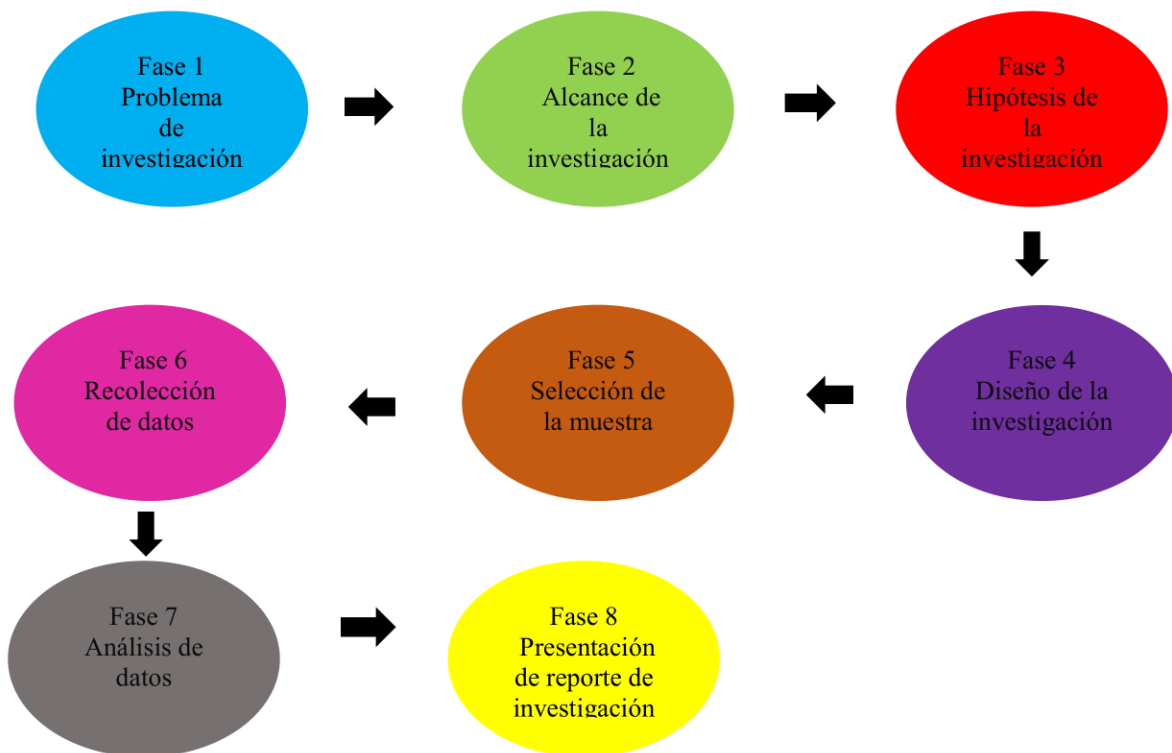 Fase 1
Problema
de
investigación
Fase 2
Alcance de
la
investigación
Fase 3
Hipótesis de
la
investigación
Fase 4
Diseño de la
investigación
Fase 5
Selección de
la muestra
Fase 6
Recolección
de datos
Fase 7
Análisis de
datos
Fase 8
Presentación
de reporte de
investigación